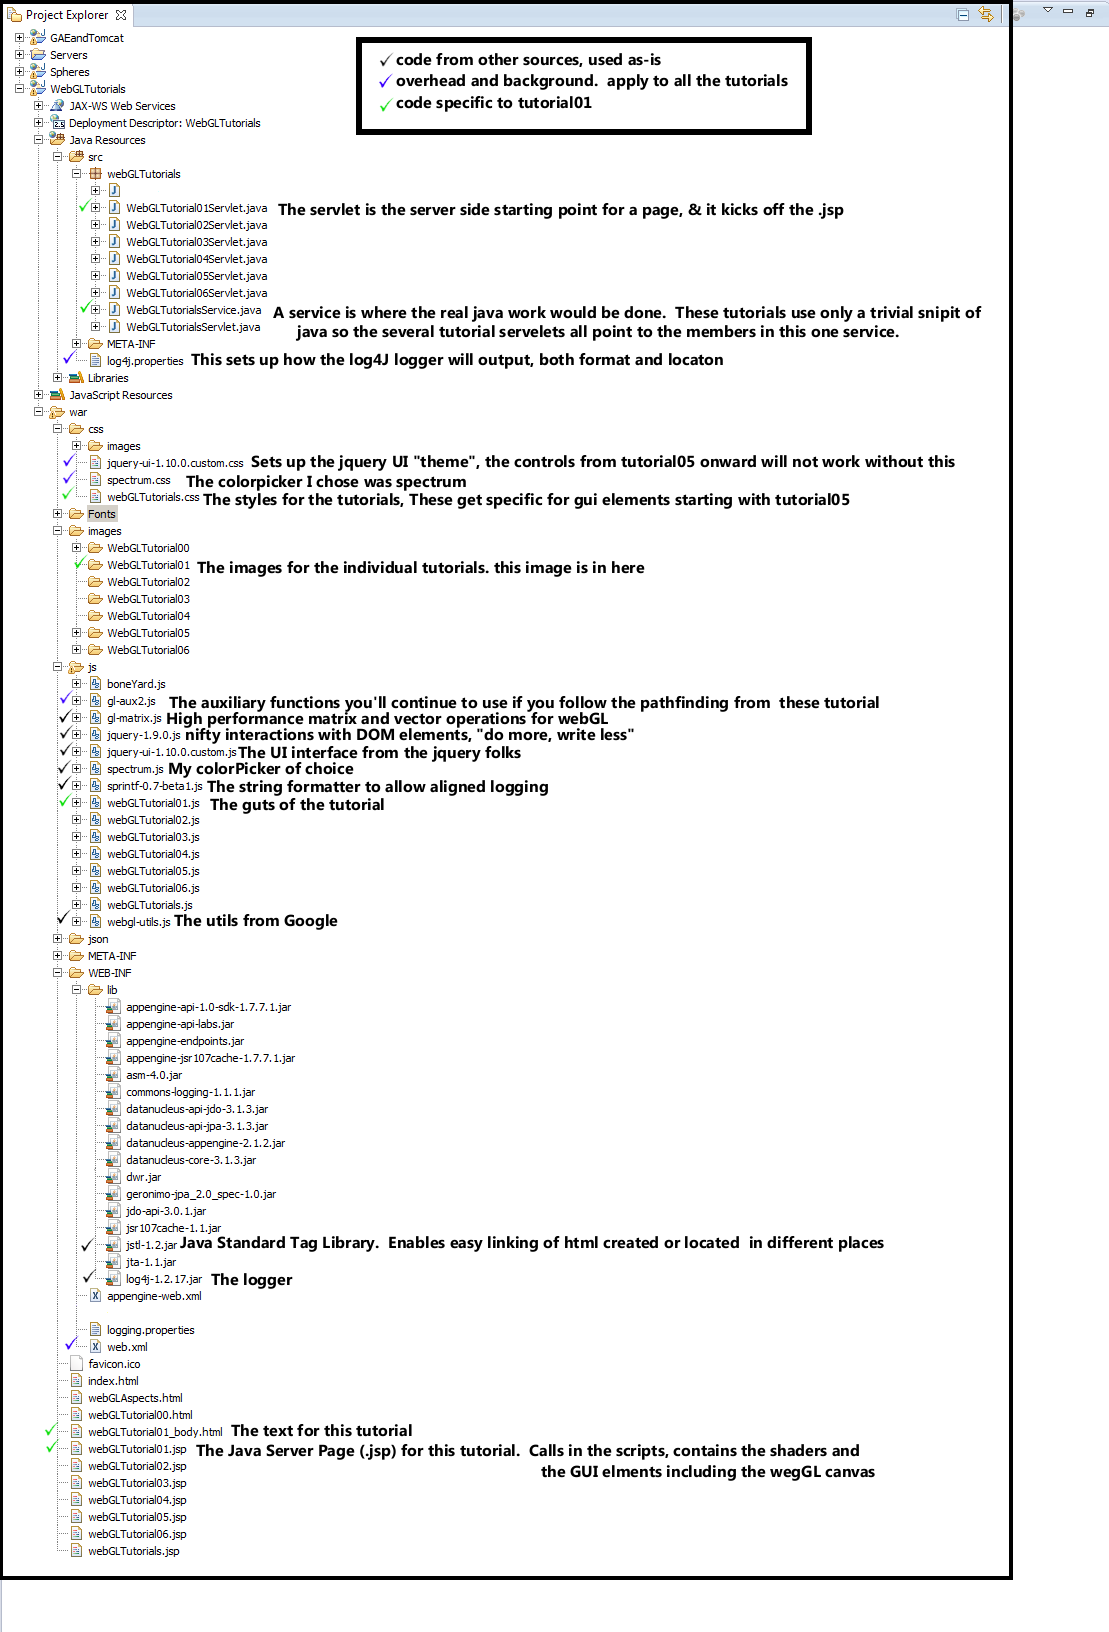 Project Explorer
code from other sources, used as-is
overhead and background.  apply to all the tutorials
code specific to tutorial01
GAEandTomcat
Servers
Spheres
WebGLTutorials
JAX-WS Web Services
Deployment Descriptor: WebGLTutorials
Java Resources
src
webGLTutorials
WebGLTutorial01Servlet.java The servlet is the server side starting point for a page, & it kicks off the .jsp
WebGLTutorial02Servlet.java
WebGLTutorial03Servlet.java
WebGLTutorial04Servlet.java
WebGLTutorial05Servlet.java
WebGLTutorial06Servlet.java
WebGLTutorialsService.java A service is where the real java work would be done.  These tutorials use only a trivial snipit of
WebGLTutorialsServlet.java java so the several tutorial servelets all point to the members in this one service.
META-INF
log4j.properties This sets up how the log4J logger will output, both format and locaton
Libraries
JavaScript Resources
war
css
images
jquery-ui-1.10.0.custom.css Sets up the jquery UI "theme", the controls from tutorial05 onward will not work without this
spectrum.css The colorpicker I chose was spectrum
webGLTutorials.css The styles for the tutorials, These get specific for gui elements starting with tutorial05
Fonts
images
WebGLTutorial00
WebGLTutorial01 The images for the individual tutorials. this image is in here
WebGLTutorial02
WebGLTutorial03
WebGLTutorial04
WebGLTutorial05
WebGLTutorial06
js
boneYard.js
gl-aux2.js The auxiliary functions you'll continue to use if you follow the pathfinding from  these tutorial
gl-matrix.js High performance matrix and vector operations for webGL
jquery-1.9.0.js nifty interactions with DOM elements, "do more, write less"
jquery-ui-1.10.0.custom.js The UI interface from the jquery folks
spectrum.js My colorPicker of choice
sprintf-0.7-beta1.js The string formatter to allow aligned logging
webGLTutorial01.js The guts of the tutorial
webGLTutorial02.js
webGLTutorial03.js
webGLTutorial04.js
webGLTutorial05.js
webGLTutorial06.js
webGLTutorials.js
webgl-utils.js The utils from Google
json
META-INF
WEB-INF
lib
appengine-api-1.0-sdk-1.7.7.1.jar
appengine-api-labs.jar
appengine-endpoints.jar
appengine-jsr107cache-1.7.7.1.jar
asm-4.0.jar
commons-logging-1.1.1.jar
datanucleus-api-jdo-3.1.3.jar
datanucleus-api-jpa-3.1.3.jar
datanucleus-appengine-2.1.2.jar
datanucleus-core-3.1.3.jar
dwr.jar
geronimo-jpa_2.0_spec-1.0.jar
jdo-api-3.0.1.jar
jsr107cache-1.1.jar
jstl-1.2.jar Java Standard Tag Library.  Enables easy linking of html created or located  in different places
jta-1.1.jar
log4j-1.2.17.jar The logger
appengine-web.xml
logging.properties
web.xml
favicon.ico
index.html
webGLAspects.html
webGLTutorial00.html
webGLTutorial01_body.html The text for this tutorial
webGLTutorial01.jsp The Java Server Page (.jsp) for this tutorial.  Calls in the scripts, contains the shaders and
webGLTutorial02.jsp the GUI elments including the wegGL canvas
webGLTutorial03.jsp
webGLTutorial04.jsp
webGLTutorial05.jsp
webGLTutorial06.jsp
webGLTutorials.jsp